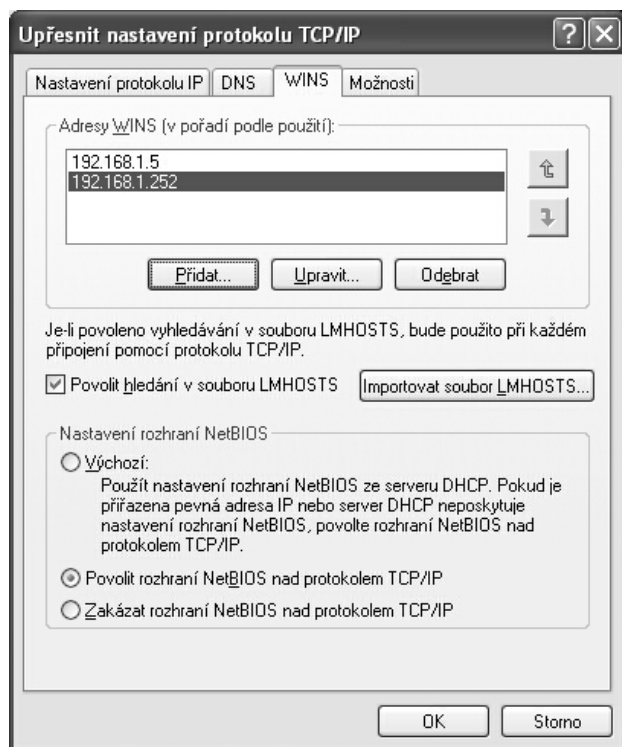 Upřesnit nastavení protokolu TCP/IP
Nastavení protokolu IP
DNS
WINS
Možnosti
Adresy WINS (v pořadí podle použití):
192.168.1.5
192.168.1.252
Přidat...
Upravit...
Odebrat
Je-li povoleno vyhledávání v souboru LMHOSTS, bude použito při každém
připojení pomocí protokolu TCP/IP.
Povolit hledání v souboru LMHOSTS
Importovat soubor LMHOSTS...
Nastavení rozhraní NetBIOS
Výchozí:
Použít nastavení rozhraní NetBIOS ze serveru DHCP. Pokud je
přiřazena pevná adresa IP nebo server DHCP neposkytuje
nastavení rozhraní NetBIOS, povolte rozhraní NetBIOS nad
protokolem TCP/IP.
Povolit rozhraní NetBIOS nad protokolem TCP/IP
Zakázat rozhraní NetBIOS nad protokolem TCP/IP
OK
Storno